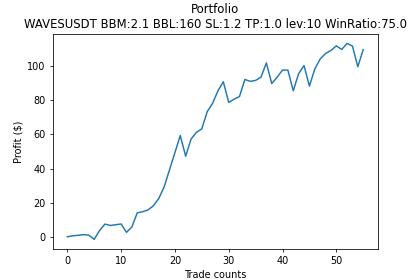 Portfolio
WAVESUSDT BBM:2.1 BBL:160 SL:1.2 TP:1.0 lev:10 WinRatio:75.0
100
80
60
40
20
0
Profit ($)
0 10 20 30 40 50
Trade counts